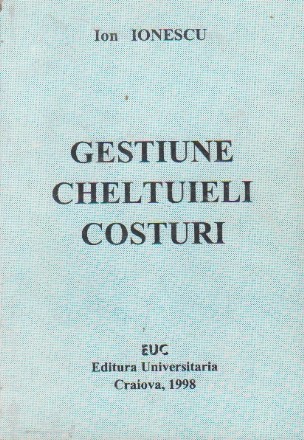 Ion IONESCU
GESTIUNE
CHELTUIELI
COSTURI
EUC
Editura Universitaria
Craiova, 1998